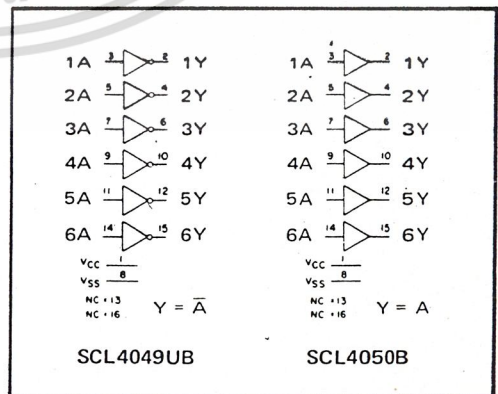 1A 3 2 1Y
2A 5 4 2Y
3A 7 6 3Y
4A 9 10 4Y
5A 11 12 5Y
6A 14 15 6Y
VCC 1
VSS 8
NC = 13
NC = 16
Y = A̅
SCL4049UB
1A 3 2 1Y
2A 5 4 2Y
3A 7 6 3Y
4A 9 10 4Y
5A 11 12 5Y
6A 14 15 6Y
VCC 1
VSS 8
NC = 13
NC = 16
Y = A
SCL4050B